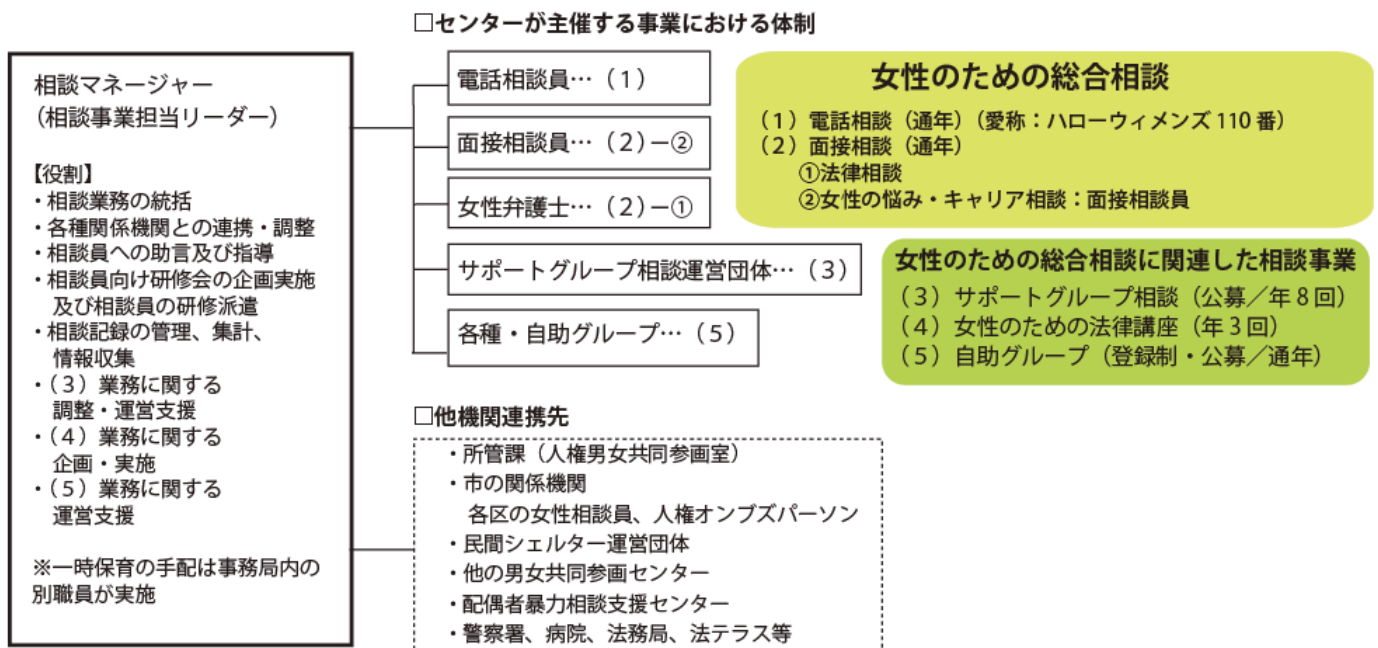 □センターが主催する事業における体制
相談マネージャー
（相談事業担当リーダー）
【役割】
・相談業務の統括
・各種関係機関との連携・調整
・相談員への助言及び指導
・相談員向け研修会の企画実施
及び相談員の研修派遣
・相談記録の管理、集計、
情報収集
・（３）業務に関する
調整・運営支援
・（４）業務に関する
企画・実施
・（５）業務に関する
運営支援
※一時保育の手配は事務局内の
別職員が実施
電話相談員…（１）
面接相談員…（２）ー②
女性弁護士…（２）ー①
サポートグループ相談運営団体…（３）
各種・自助グループ…（５）
女性のための総合相談
（１）電話相談（通年）（愛称：ハローウィメンズ 110 番）
（２）面接相談（通年）
①法律相談
②女性の悩み・キャリア相談：面接相談員
女性のための総合相談に関連した相談事業
（３）サポートグループ相談（公募／年８回）
（４）女性のための法律講座（年３回）
（５）自助グループ（登録制・公募／通年）
□他機関連携先
・所管課（人権男女共同参画室）
・市の関係機関
各区の女性相談員、人権オンブズパーソン
・民間シェルター運営団体
・他の男女共同参画センター
・配偶者暴力相談支援センター
・警察署、病院、法務局、法テラス等